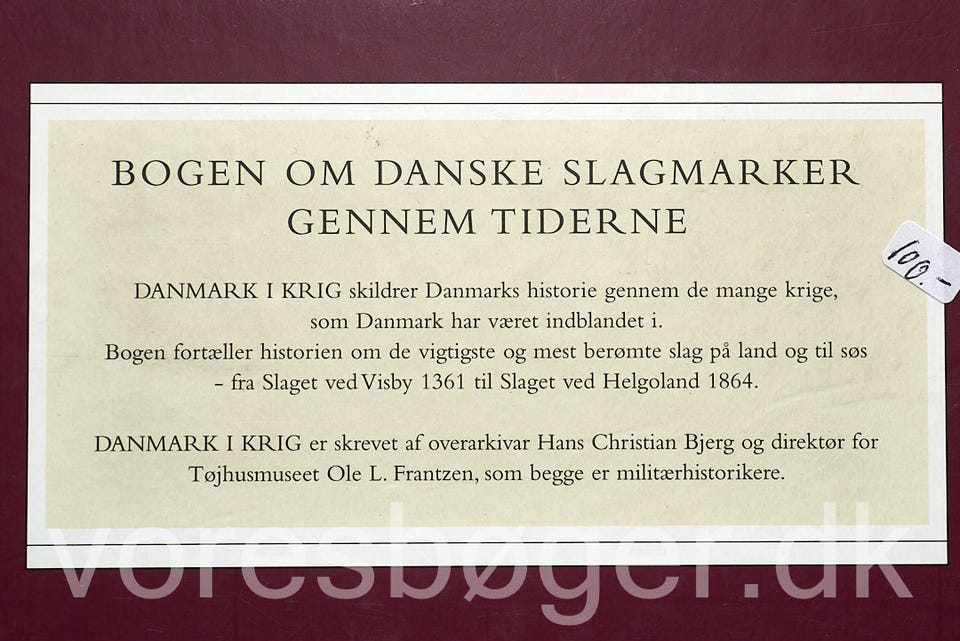 BOGEN OM DANSKE SLAGMARKER
GENNEM TIDERNE
100.-
DANMARK I KRIG skildrer Danmarks historie gennem de mange krige,
som Danmark har været indblandet i.
Bogen fortæller historien om de vigtigste og mest berømte slag på land og til søs
- fra Slaget ved Visby 1361 til Slaget ved Helgoland 1864.
DANMARK I KRIG er skrevet af overarkivar Hans Christian Bjerg og direktør for
Tøjhusmuseet Ole L. Frantzen, som begge er militærhistorikere.
voresbøger.dk